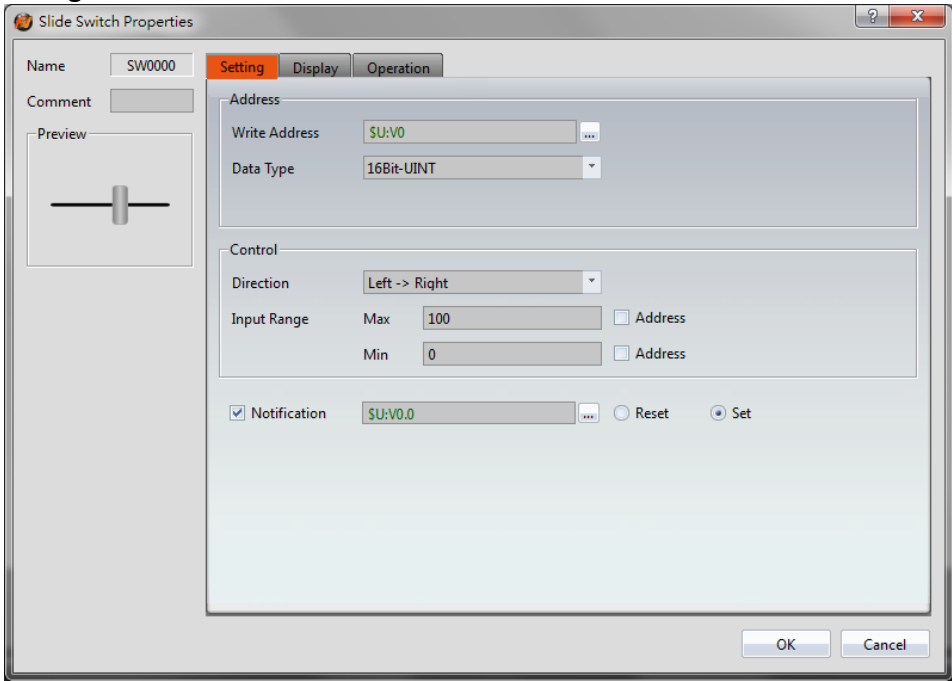 Slide Switch Properties
?
Name SW0000
Comment
Preview
Setting Display Operation
Address
Write Address $U:V0 ...
Data Type 16Bit-UINT
Control
Direction Left -> Right
Input Range Max 100 Address
Min 0 Address
Notification $U:V0.0 ... Reset Set
OK Cancel